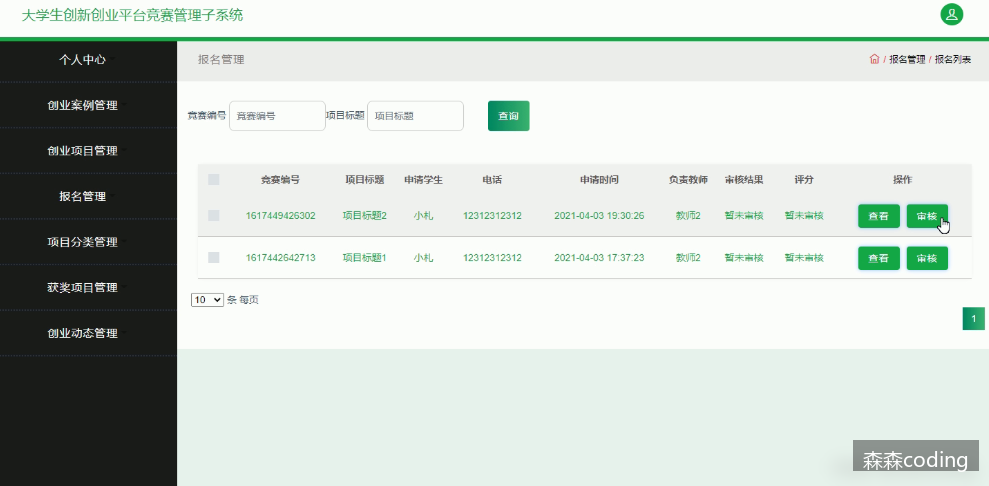 大学生创新创业平台竞赛管理子系统
个人中心
创业案例管理
创业项目管理
报名管理
项目分类管理
获奖项目管理
创业动态管理
报名管理
/ 报名管理 / 报名列表
竞赛编号 竞赛编号 项目标题 项目标题 查询
竞赛编号 项目标题 申请学生 电话 申请时间 负责教师 审核结果 评分 操作
1617449426302 项目标题2 小札 12312312312 2021-04-03 19:30:26 教师2 暂未审核 暂未审核 查看 审核
1617442642713 项目标题1 小札 12312312312 2021-04-03 17:37:23 教师2 暂未审核 暂未审核 查看 审核
10 条 每页
1
森森coding